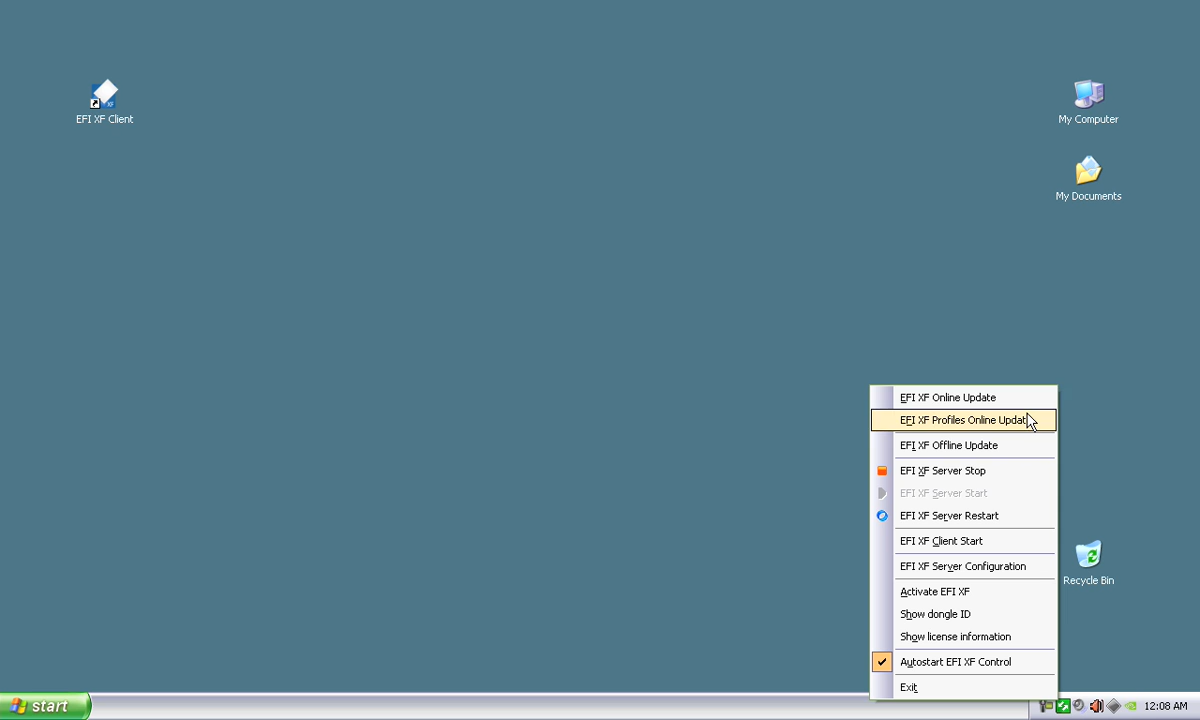 EFI XF Client
My Computer
My Documents
EFI XF Online Update
EFI XF Profiles Online Updat
EFI XF Offline Update
EFI XF Server Stop
EFI XF Server Start
EFI XF Server Restart
EFI XF Client Start
EFI XF Server Configuration
Activate EFI XF
Show dongle ID
Show license information
Autostart EFI XF Control
Exit
Recycle Bin
start
12:08 AM